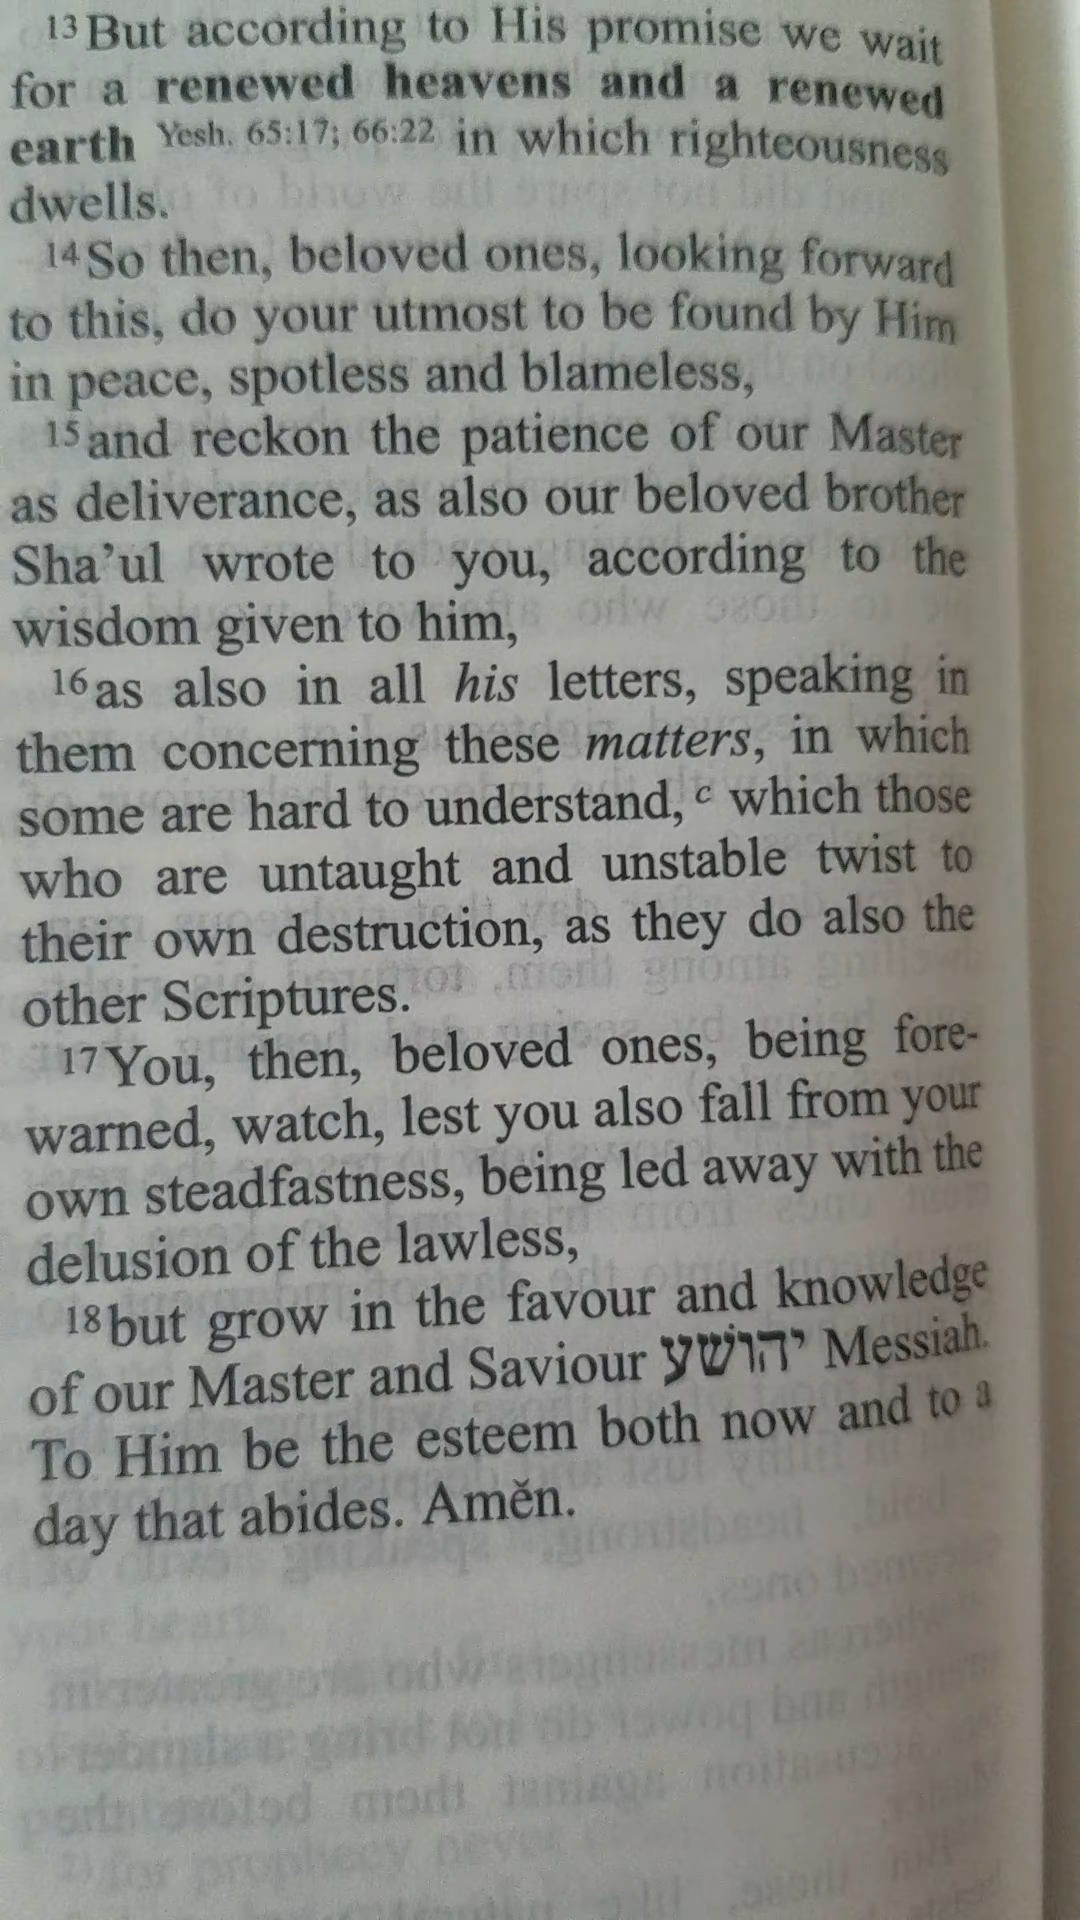 13 But according to His promise we wait
for a renewed heavens and a renewed
earth Yesh. 65:17; 66:22 in which righteousness
dwells.
14 So then, beloved ones, looking forward
to this, do your utmost to be found by Him
in peace, spotless and blameless,
15 and reckon the patience of our Master
as deliverance, as also our beloved brother
Sha’ul wrote to you, according to the
wisdom given to him,
16 as also in all his letters, speaking in
them concerning these matters, in which
some are hard to understand, c which those
who are untaught and unstable twist to
their own destruction, as they do also the
other Scriptures.
17 You, then, beloved ones, being fore-
warned, watch, lest you also fall from your
own steadfastness, being led away with the
delusion of the lawless,
18 but grow in the favour and knowledge
of our Master and Saviour יהושׁע Messiah.
To Him be the esteem both now and to a
day that abides. Amĕn.